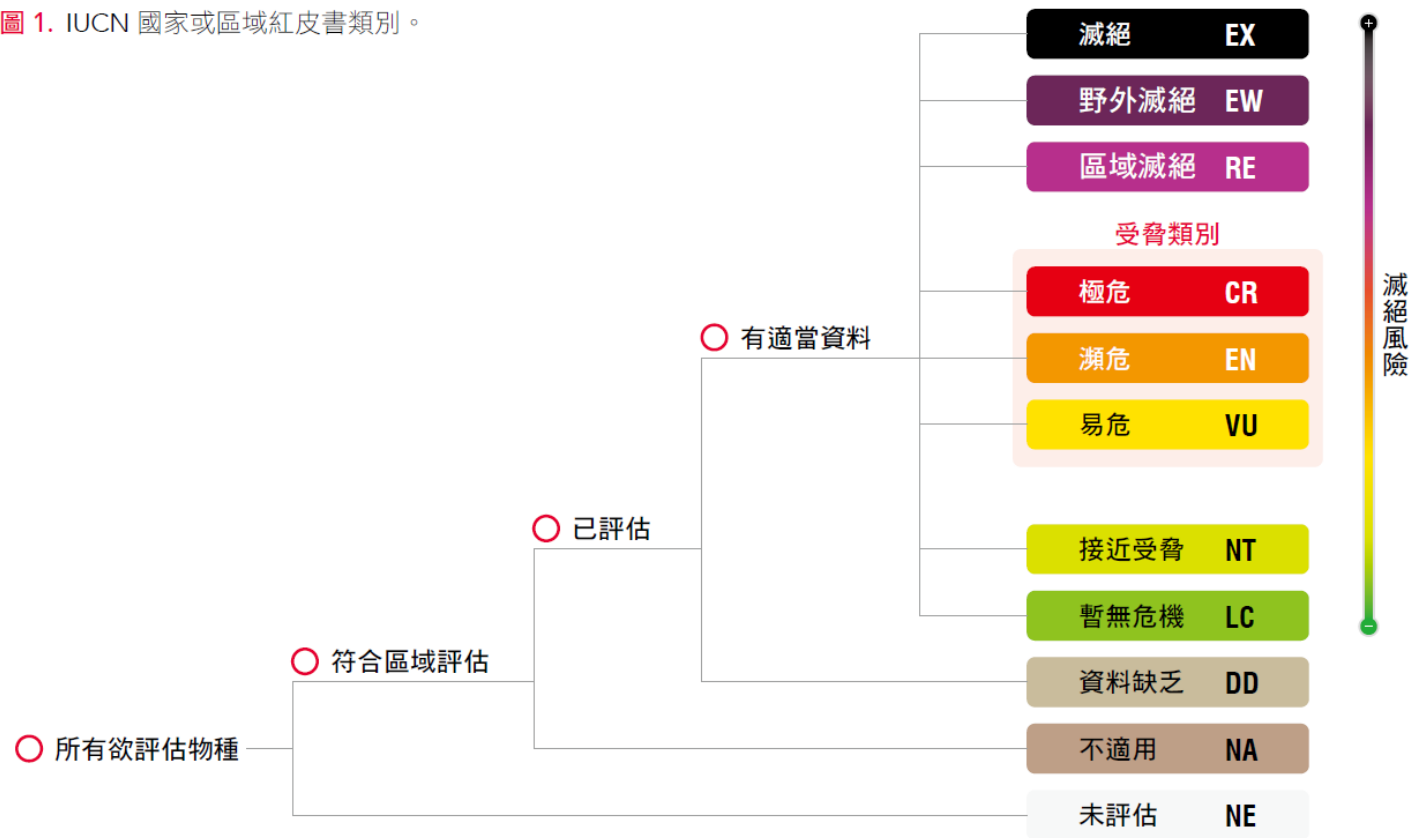 圖 1. IUCN 國家或區域紅皮書類別。
滅絕 EX
野外滅絕 EW
區域滅絕 RE
受脅類別
極危 CR
瀕危 EN
易危 VU
接近受脅 NT
暫無危機 LC
資料缺乏 DD
不適用 NA
未評估 NE
有適當資料
已評估
符合區域評估
所有欲評估物種
+
滅絕風險
−